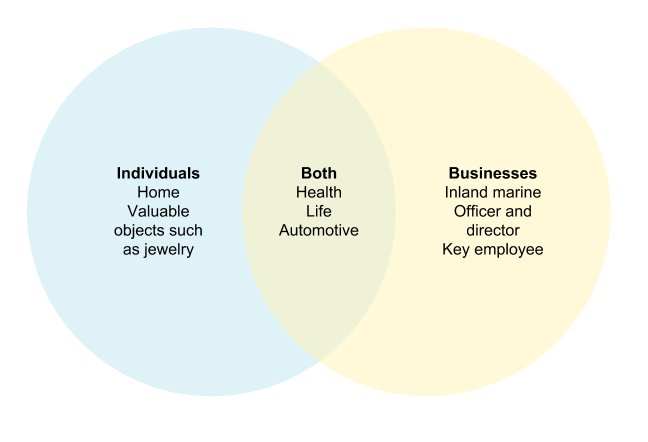 Individuals
Home
Valuable
objects such
as jewelry
Both
Health
Life
Automotive
Businesses
Inland marine
Officer and
director
Key employee